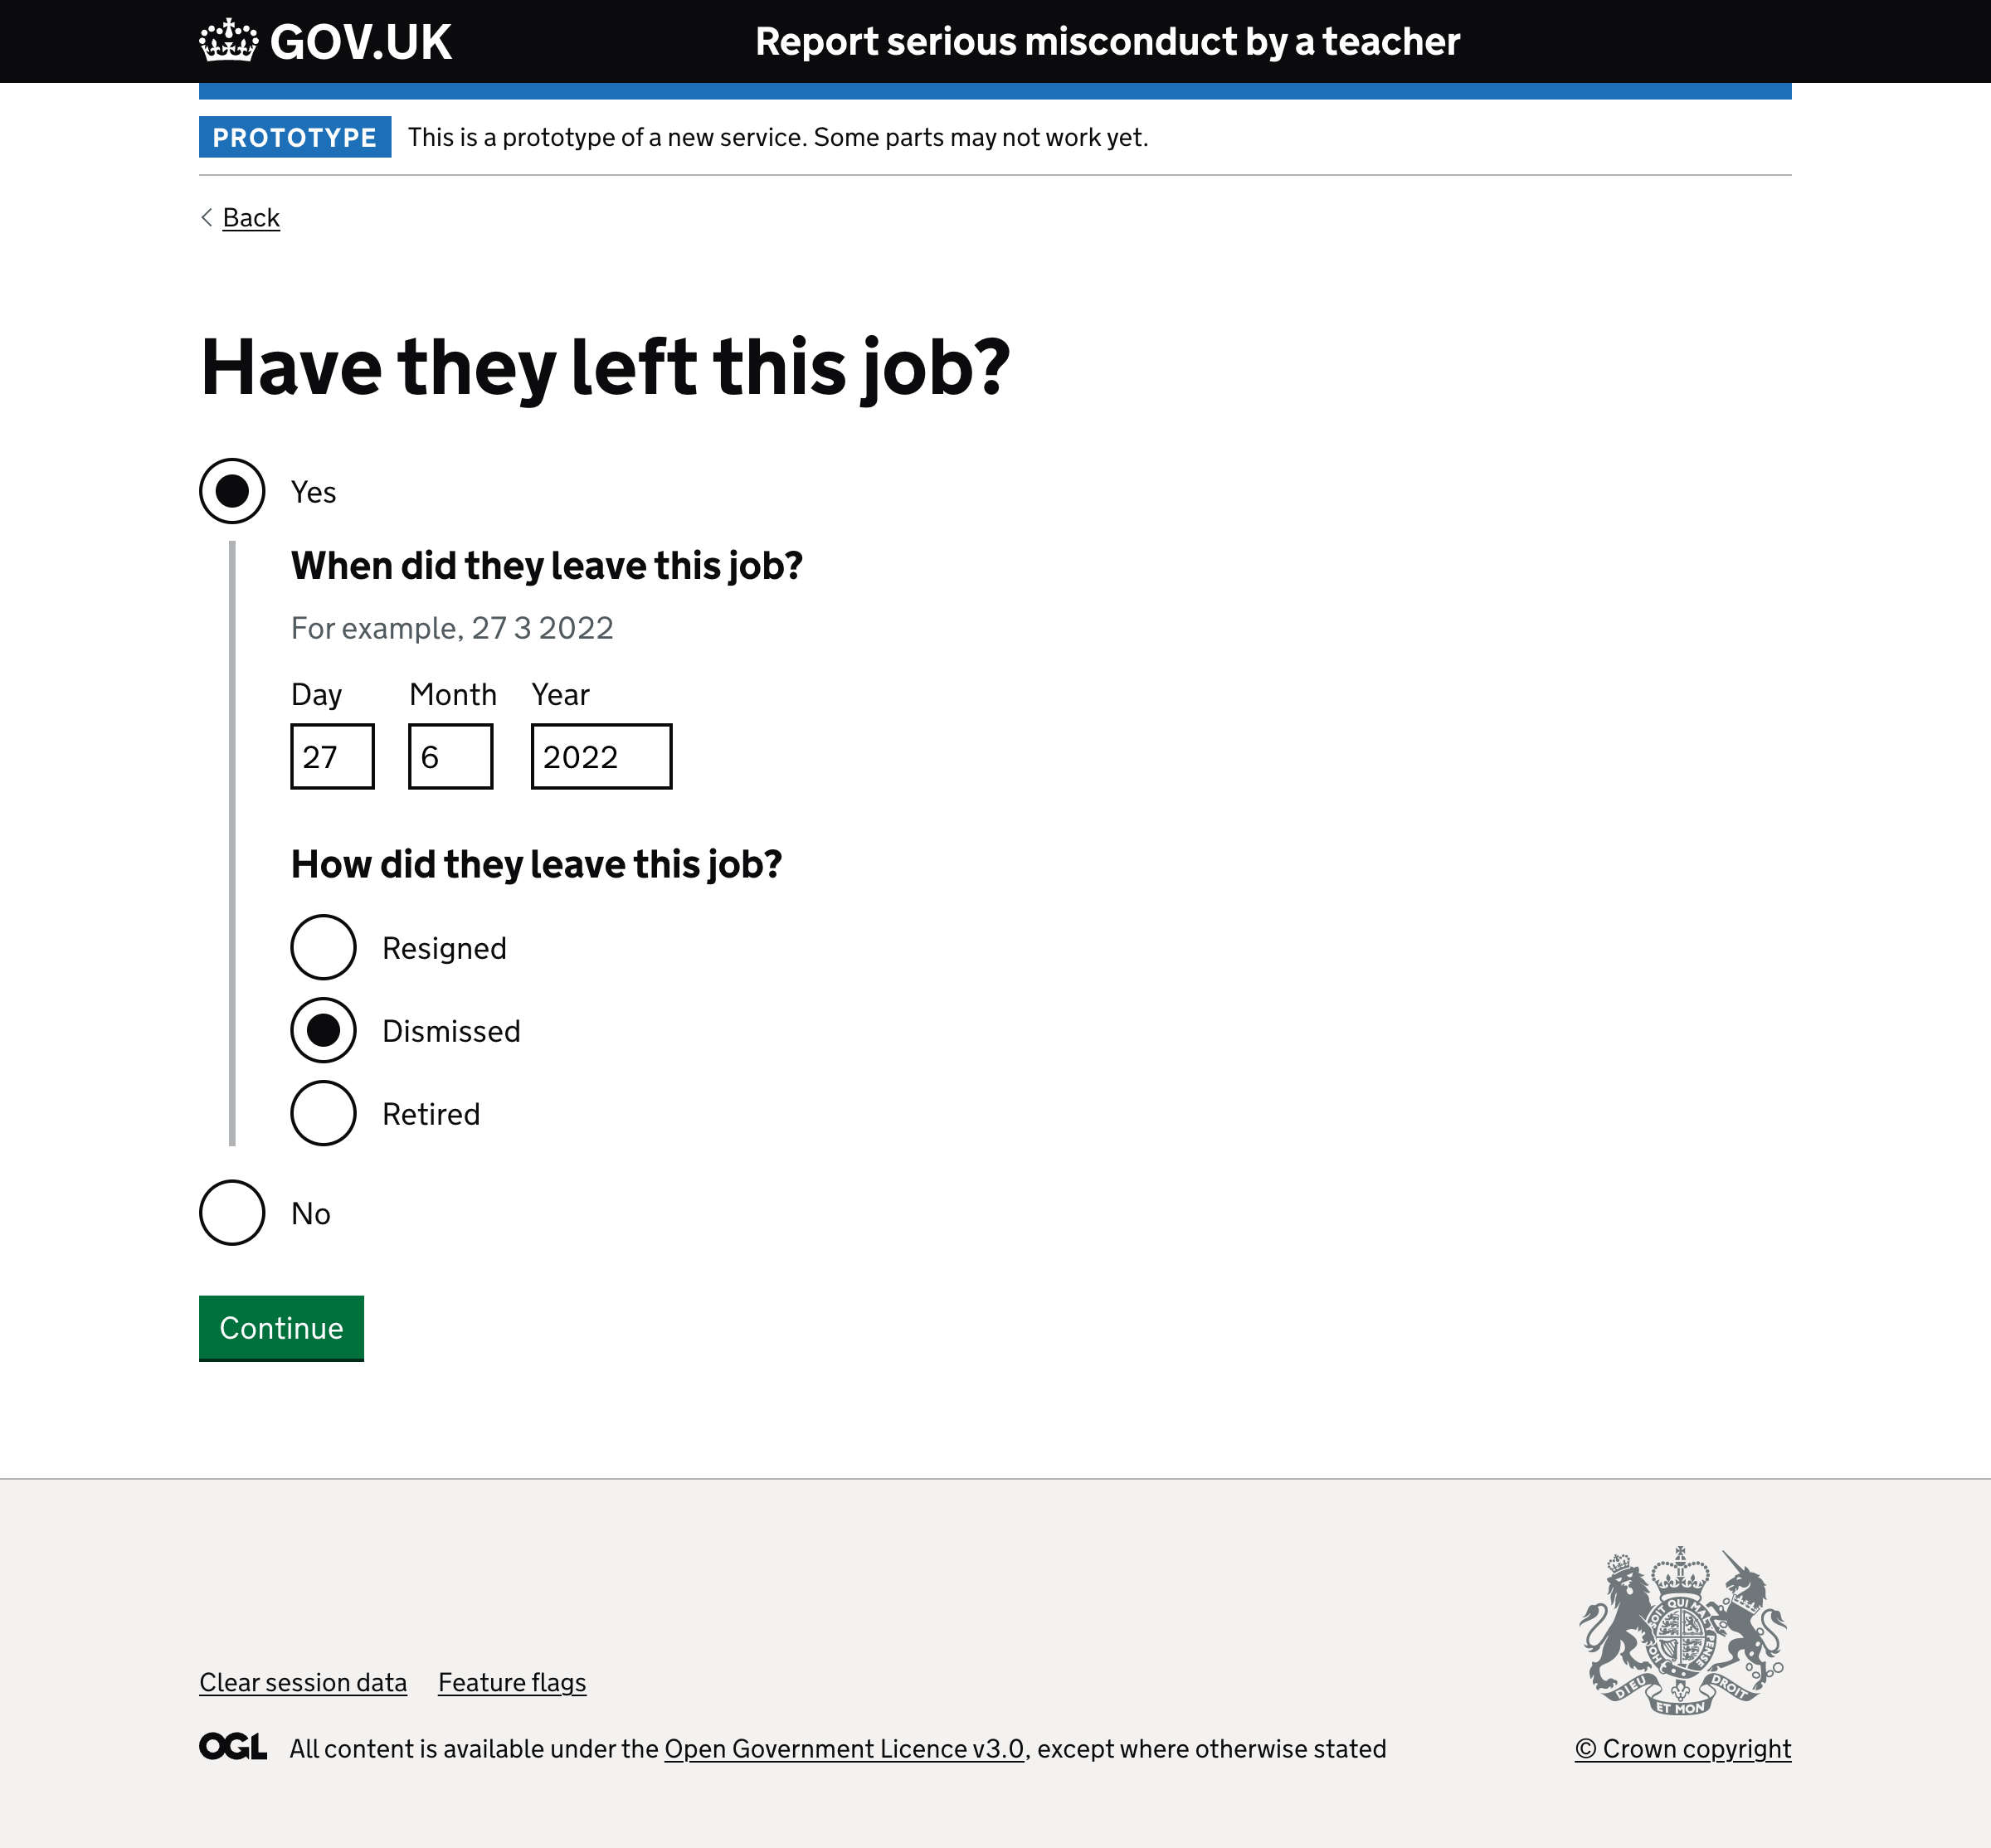 GOV.UK Report serious misconduct by a teacher
PROTOTYPE This is a prototype of a new service. Some parts may not work yet.
Back
Have they left this job?
Yes
When did they leave this job?
For example, 27 3 2022
Day Month Year
27 6 2022
How did they leave this job?
Resigned
Dismissed
Retired
No
Continue
Clear session data Feature flags
DIEU ET MON DROIT
OGL All content is available under the Open Government Licence v3.0, except where otherwise stated
© Crown copyright